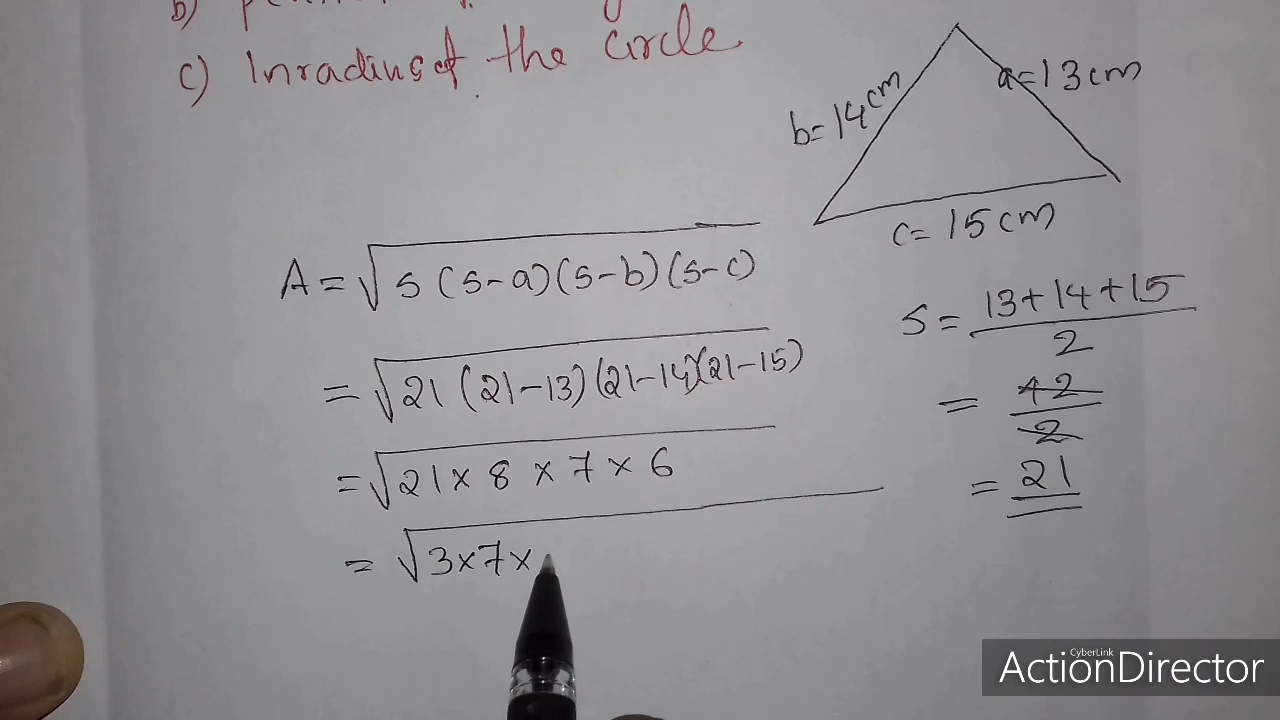 b)
c) Inradius of the Circle
b=14cm
a=13cm
c=15cm
A=√s(s-a)(s-b)(s-c)
=√21(21-13)(21-14)(21-15)
=√21×8×7×6
=√3×7×
S=13+14+15
2
=42
2
=21
CyberLink
ActionDirector